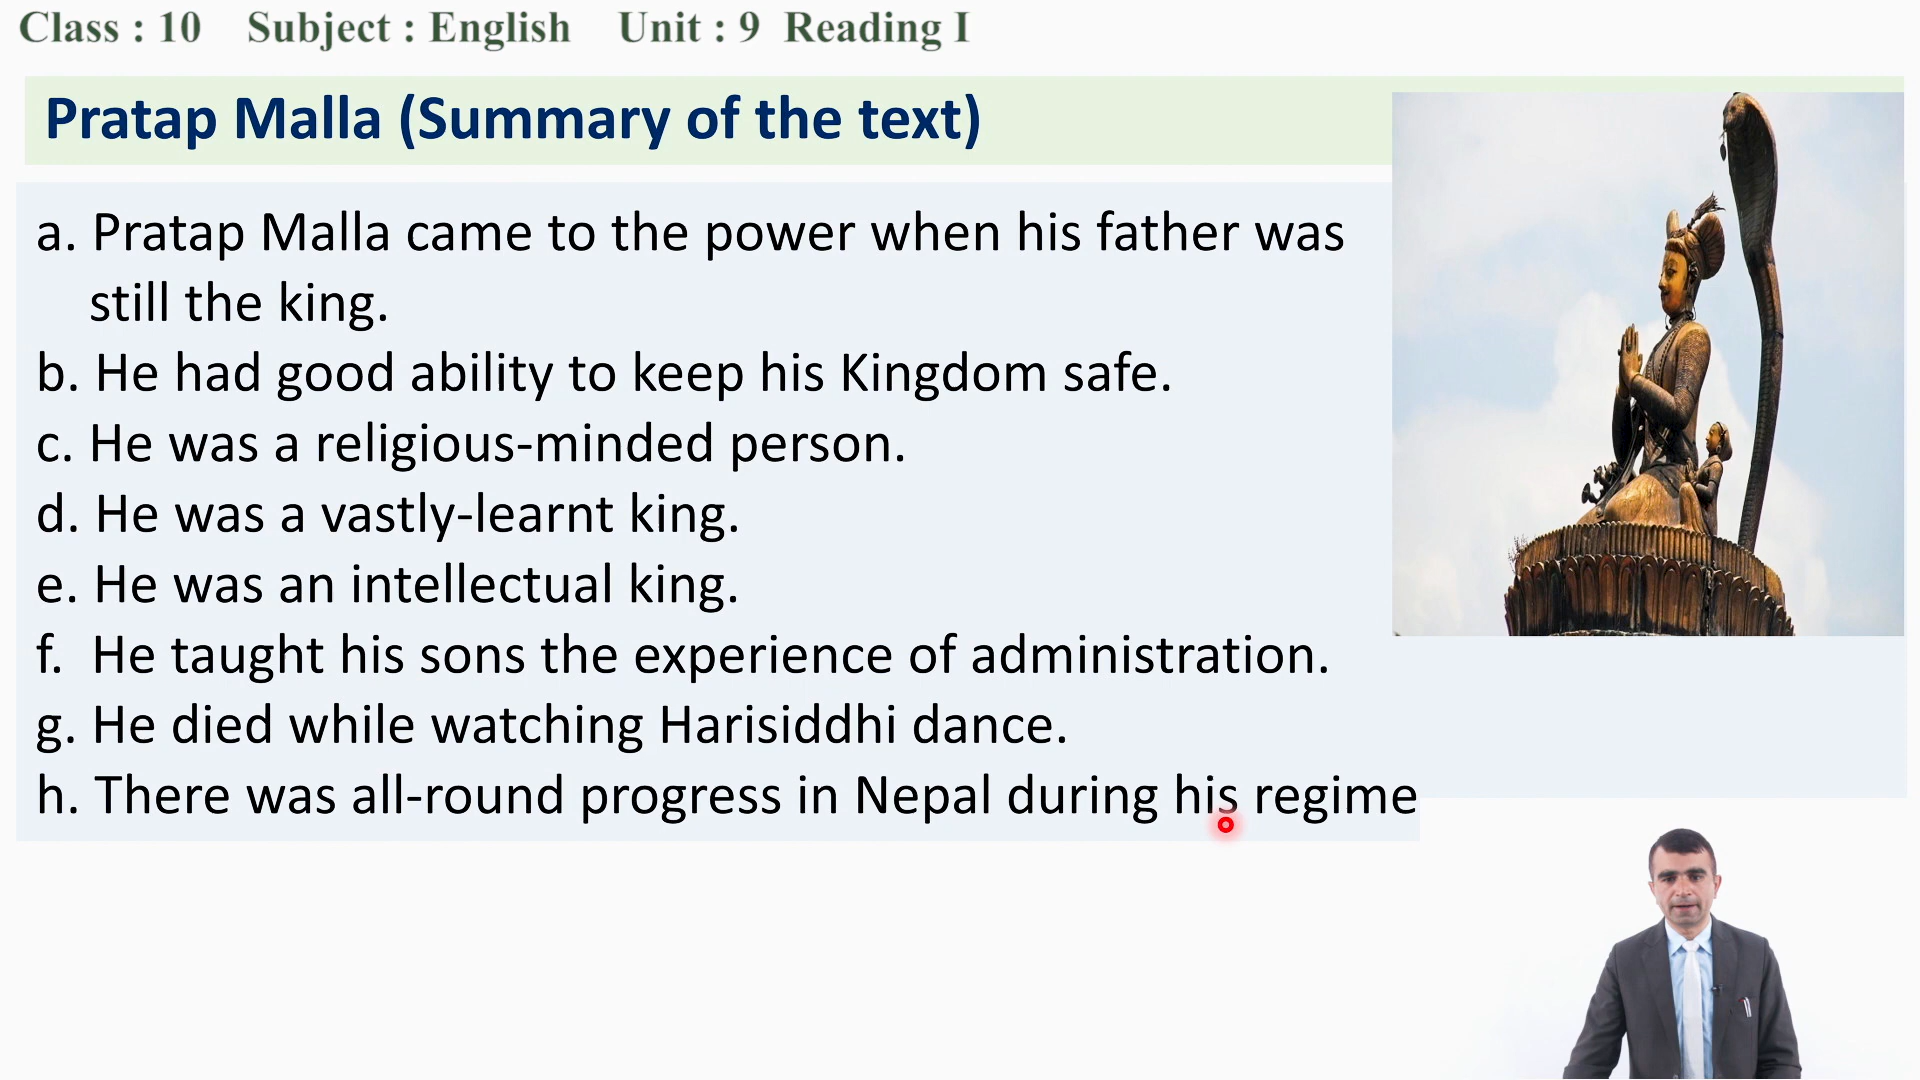 Class : 10 Subject : English Unit : 9 Reading I
Pratap Malla (Summary of the text)
a. Pratap Malla came to the power when his father was
still the king.
b. He had good ability to keep his Kingdom safe.
c. He was a religious-minded person.
d. He was a vastly-learnt king.
e. He was an intellectual king.
f. He taught his sons the experience of administration.
g. He died while watching Harisiddhi dance.
h. There was all-round progress in Nepal during his regime